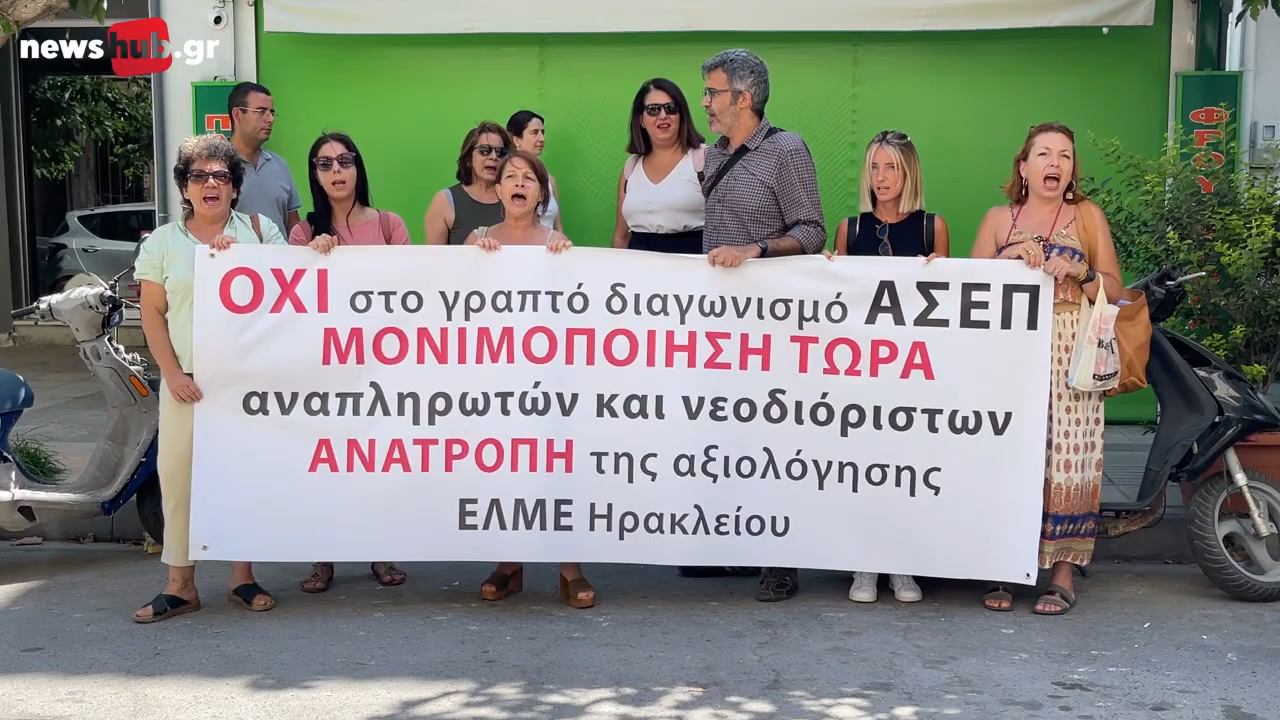 newshub.gr
ΟΧΙ στο γραπτό διαγωνισμό ΑΣΕΠ
ΜΟΝΙΜΟΠΟΙΗΣΗ ΤΩΡΑ
αναπληρωτών και νεοδιόριστων
ΑΝΑΤΡΟΠΗ της αξιολόγησης
ΕΛΜΕ Ηρακλείου